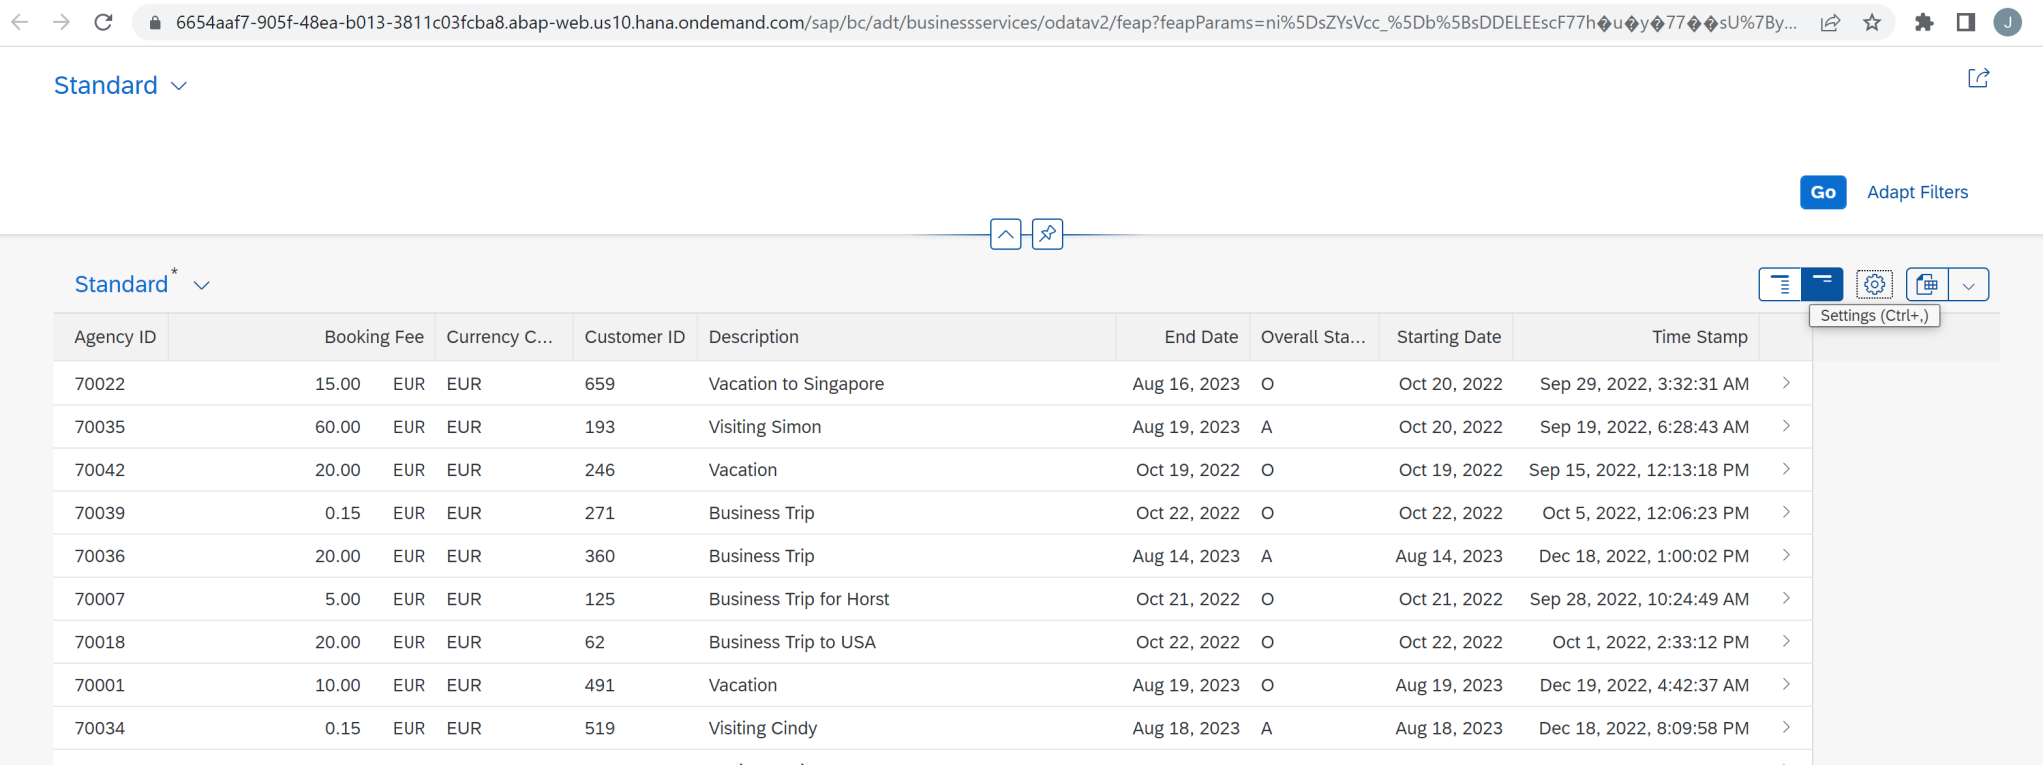 6654aaf7-905f-48ea-b013-3811c03fcba8.abap-web.us10.hana.ondemand.com/sap/bc/adt/businessservices/odatav2/feap?feapParams=ni%5DsZYsVcc_%5Db%5BsDDELEEscF77h�u�y�77��sU%7By... J
Standard
Go Adapt Filters
Standard *
Settings (Ctrl+,)
Agency ID Booking Fee Currency C... Customer ID Description End Date Overall Sta... Starting Date Time Stamp
70022 15.00 EUR EUR 659 Vacation to Singapore Aug 16, 2023 O Oct 20, 2022 Sep 29, 2022, 3:32:31 AM
70035 60.00 EUR EUR 193 Visiting Simon Aug 19, 2023 A Oct 20, 2022 Sep 19, 2022, 6:28:43 AM
70042 20.00 EUR EUR 246 Vacation Oct 19, 2022 O Oct 19, 2022 Sep 15, 2022, 12:13:18 PM
70039 0.15 EUR EUR 271 Business Trip Oct 22, 2022 O Oct 22, 2022 Oct 5, 2022, 12:06:23 PM
70036 20.00 EUR EUR 360 Business Trip Aug 14, 2023 A Aug 14, 2023 Dec 18, 2022, 1:00:02 PM
70007 5.00 EUR EUR 125 Business Trip for Horst Oct 21, 2022 O Oct 21, 2022 Sep 28, 2022, 10:24:49 AM
70018 20.00 EUR EUR 62 Business Trip to USA Oct 22, 2022 O Oct 22, 2022 Oct 1, 2022, 2:33:12 PM
70001 10.00 EUR EUR 491 Vacation Aug 19, 2023 O Aug 19, 2023 Dec 19, 2022, 4:42:37 AM
70034 0.15 EUR EUR 519 Visiting Cindy Aug 18, 2023 A Aug 18, 2023 Dec 18, 2022, 8:09:58 PM